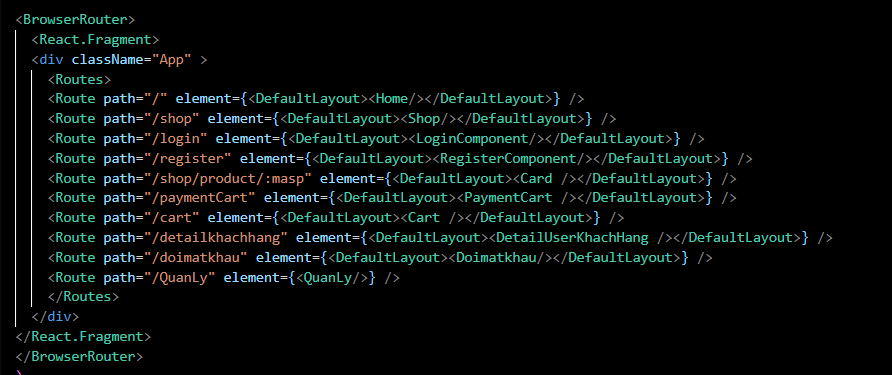 <BrowserRouter>
<React.Fragment>
<div className="App" >
<Routes>
<Route path="/" element={<DefaultLayout><Home/></DefaultLayout>} />
<Route path="/shop" element={<DefaultLayout><Shop/></DefaultLayout>} />
<Route path="/login" element={<DefaultLayout><LoginComponent/></DefaultLayout>} />
<Route path="/register" element={<DefaultLayout><RegisterComponent/></DefaultLayout>} />
<Route path="/shop/product/:masp" element={<DefaultLayout><Card /></DefaultLayout>} />
<Route path="/paymentCart" element={<DefaultLayout><PaymentCart /></DefaultLayout>} />
<Route path="/cart" element={<DefaultLayout><Cart /></DefaultLayout>} />
<Route path="/detailkhachhang" element={<DefaultLayout><DetailUserKhachHang /></DefaultLayout>} />
<Route path="/doimatkhau" element={<DefaultLayout><Doimatkhau/></DefaultLayout>} />
<Route path="/QuanLy" element={<QuanLy/>} />
</Routes>
</div>
</React.Fragment>
</BrowserRouter>